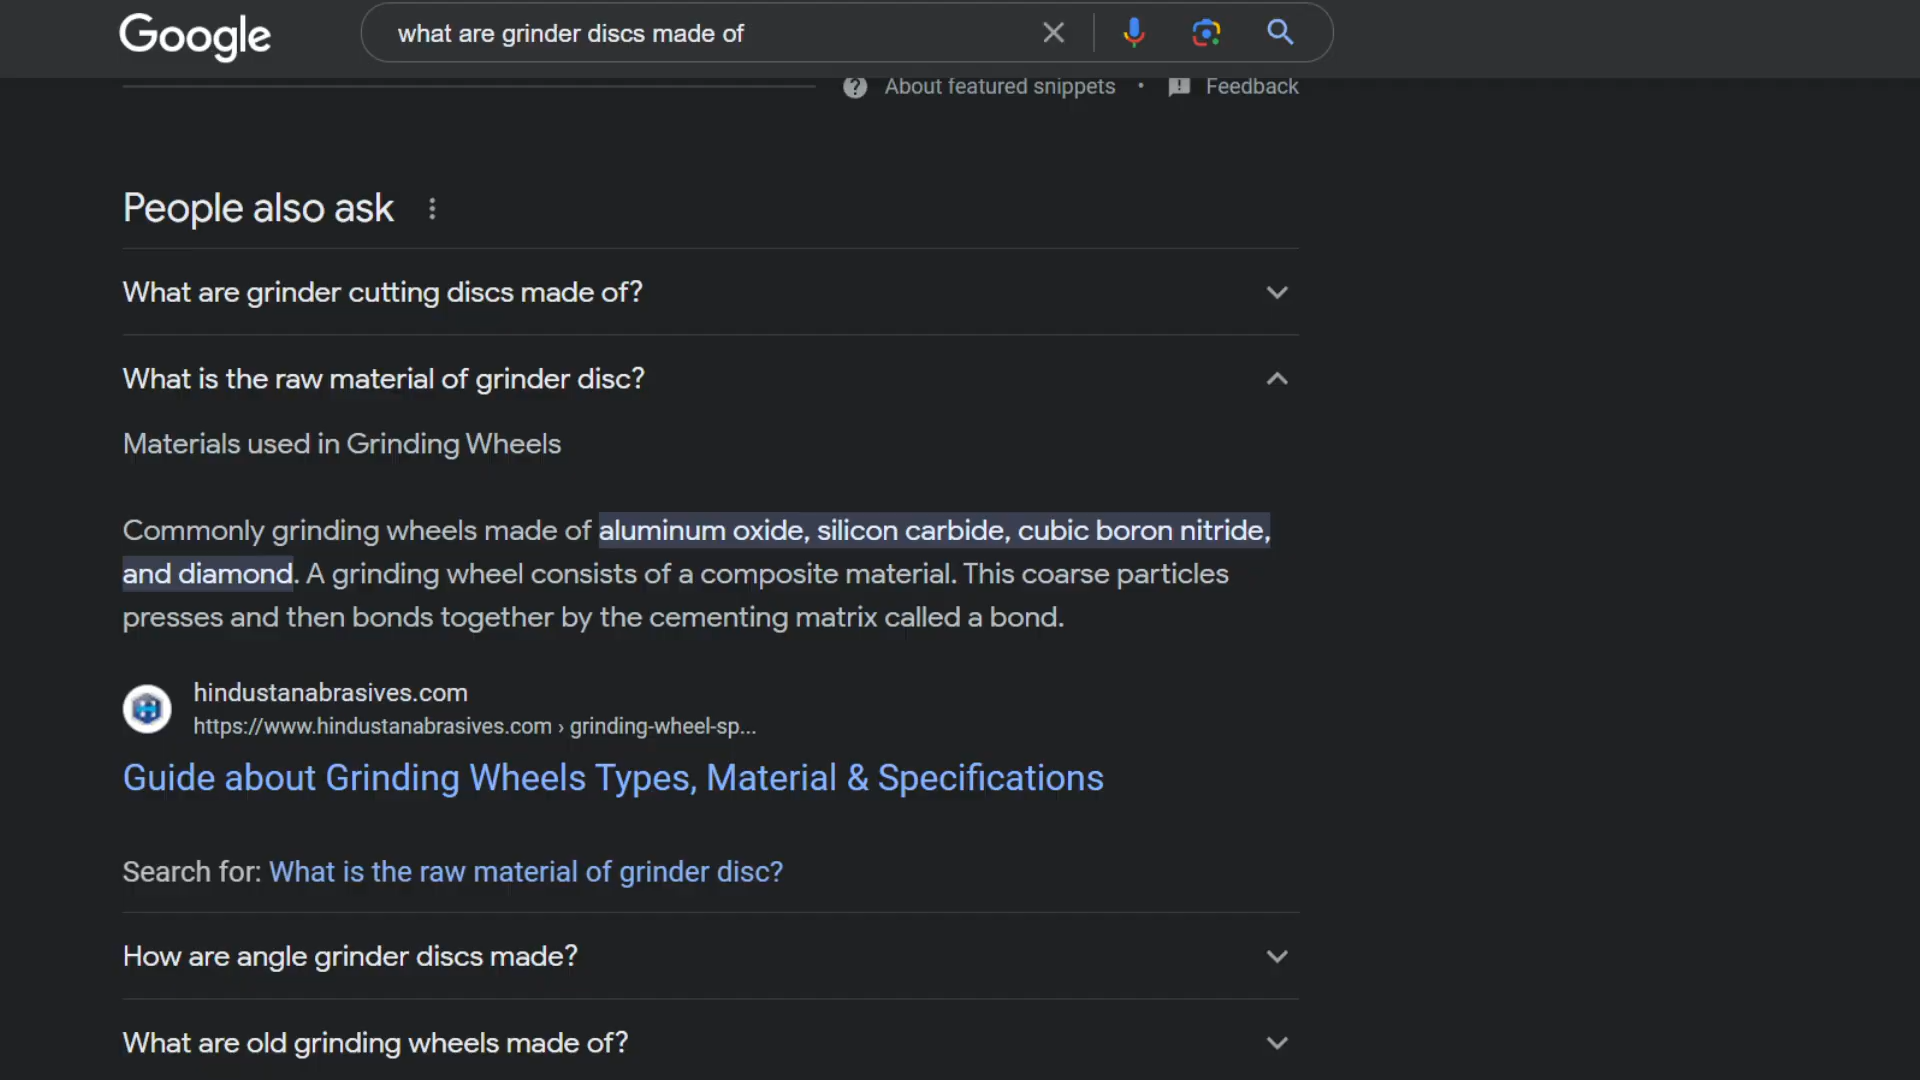 Google
what are grinder discs made of
About featured snippets • Feedback
People also ask
What are grinder cutting discs made of?
What is the raw material of grinder disc?
Materials used in Grinding Wheels
Commonly grinding wheels made of aluminum oxide, silicon carbide, cubic boron nitride,
and diamond. A grinding wheel consists of a composite material. This coarse particles
presses and then bonds together by the cementing matrix called a bond.
hindustanabrasives.com
https://www.hindustanabrasives.com › grinding-wheel-sp...
Guide about Grinding Wheels Types, Material & Specifications
Search for: What is the raw material of grinder disc?
How are angle grinder discs made?
What are old grinding wheels made of?